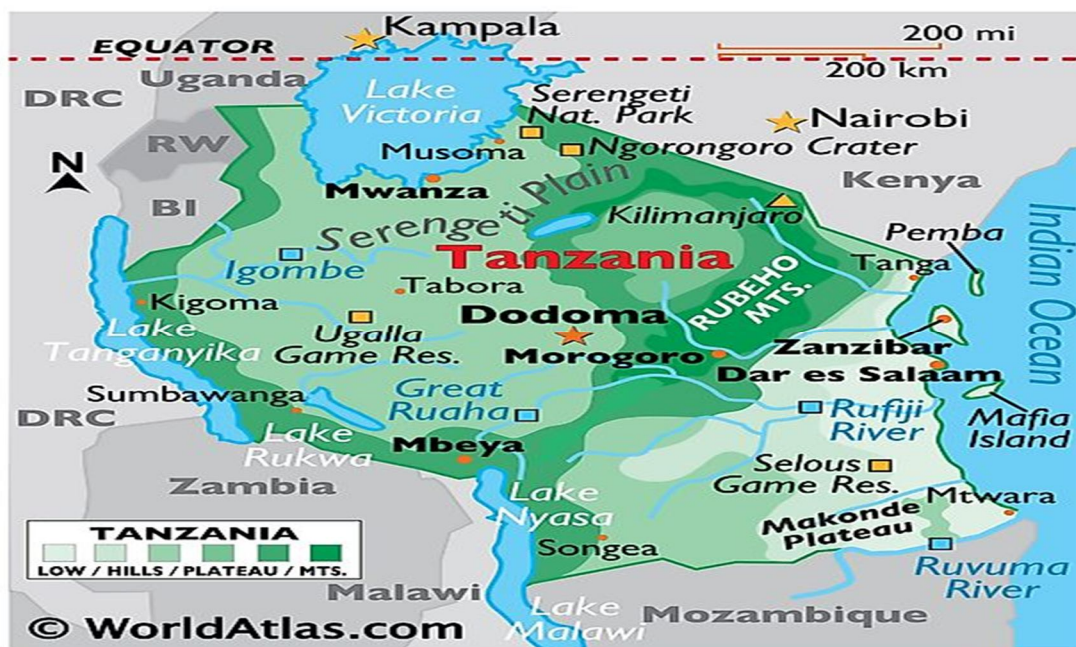 Kampala
EQUATOR
200 mi
200 km
Uganda
DRC
Lake
Victoria
Serengeti
Nat. Park
Nairobi
RW
Musoma
Ngorongoro Crater
N
Mwanza
Kenya
BI
Serengeti Plain
Kilimanjaro
Pemba
Indian Ocean
Igombe
Tanzania
Tanga
Tabora
RUBEHO
MTS.
Kigoma
Lake
Tanganyika
Ugalla
Game Res.
Dodoma
Morogoro
Zanzibar
Dar es Salaam
Sumbawanga
Great
Ruaha
Rufiji
River
Mafia
Island
DRC
Lake
Rukwa
Mbeya
Selous
Game Res.
Zambia
Lake
Nyasa
Mtwara
Makonde
Plateau
TANZANIA
LOW / HILLS / PLATEAU / MTS.
Songea
Ruvuma
River
Malawi
Lake
Malawi
Mozambique
© WorldAtlas.com